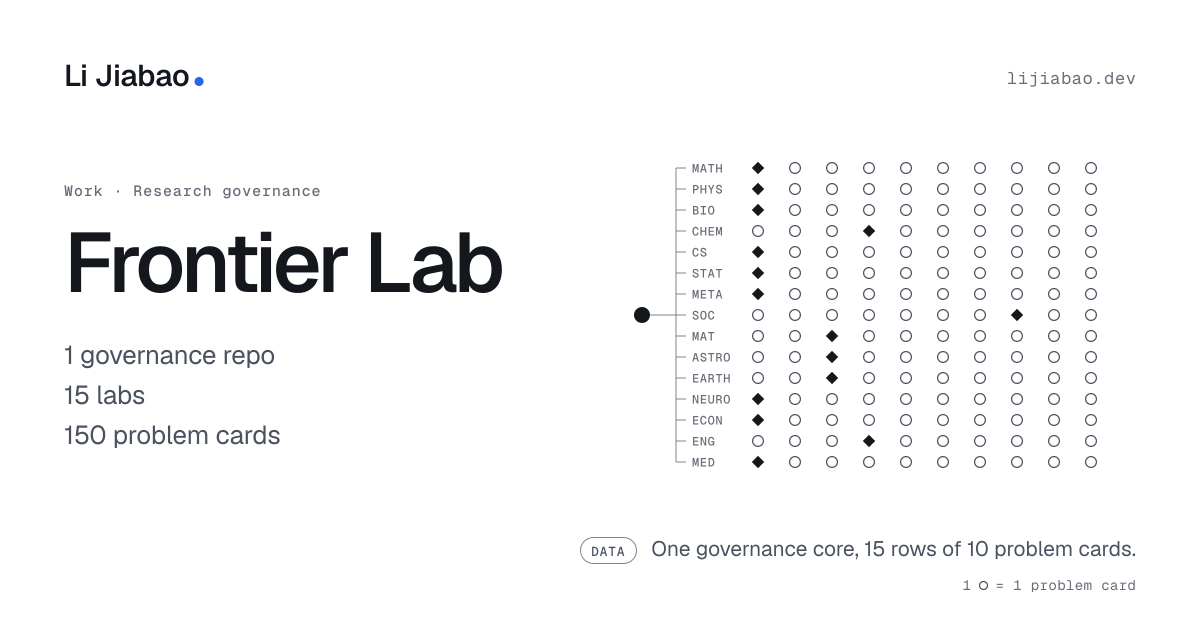 Li Jiabao.
lijiabao.dev
Work · Research governance
Frontier Lab
1 governance repo
15 labs
150 problem cards
MATH
PHYS
BIO
CHEM
CS
STAT
META
SOC
MAT
ASTRO
EARTH
NEURO
ECON
ENG
MED
DATA One governance core, 15 rows of 10 problem cards.
1 ○ = 1 problem card